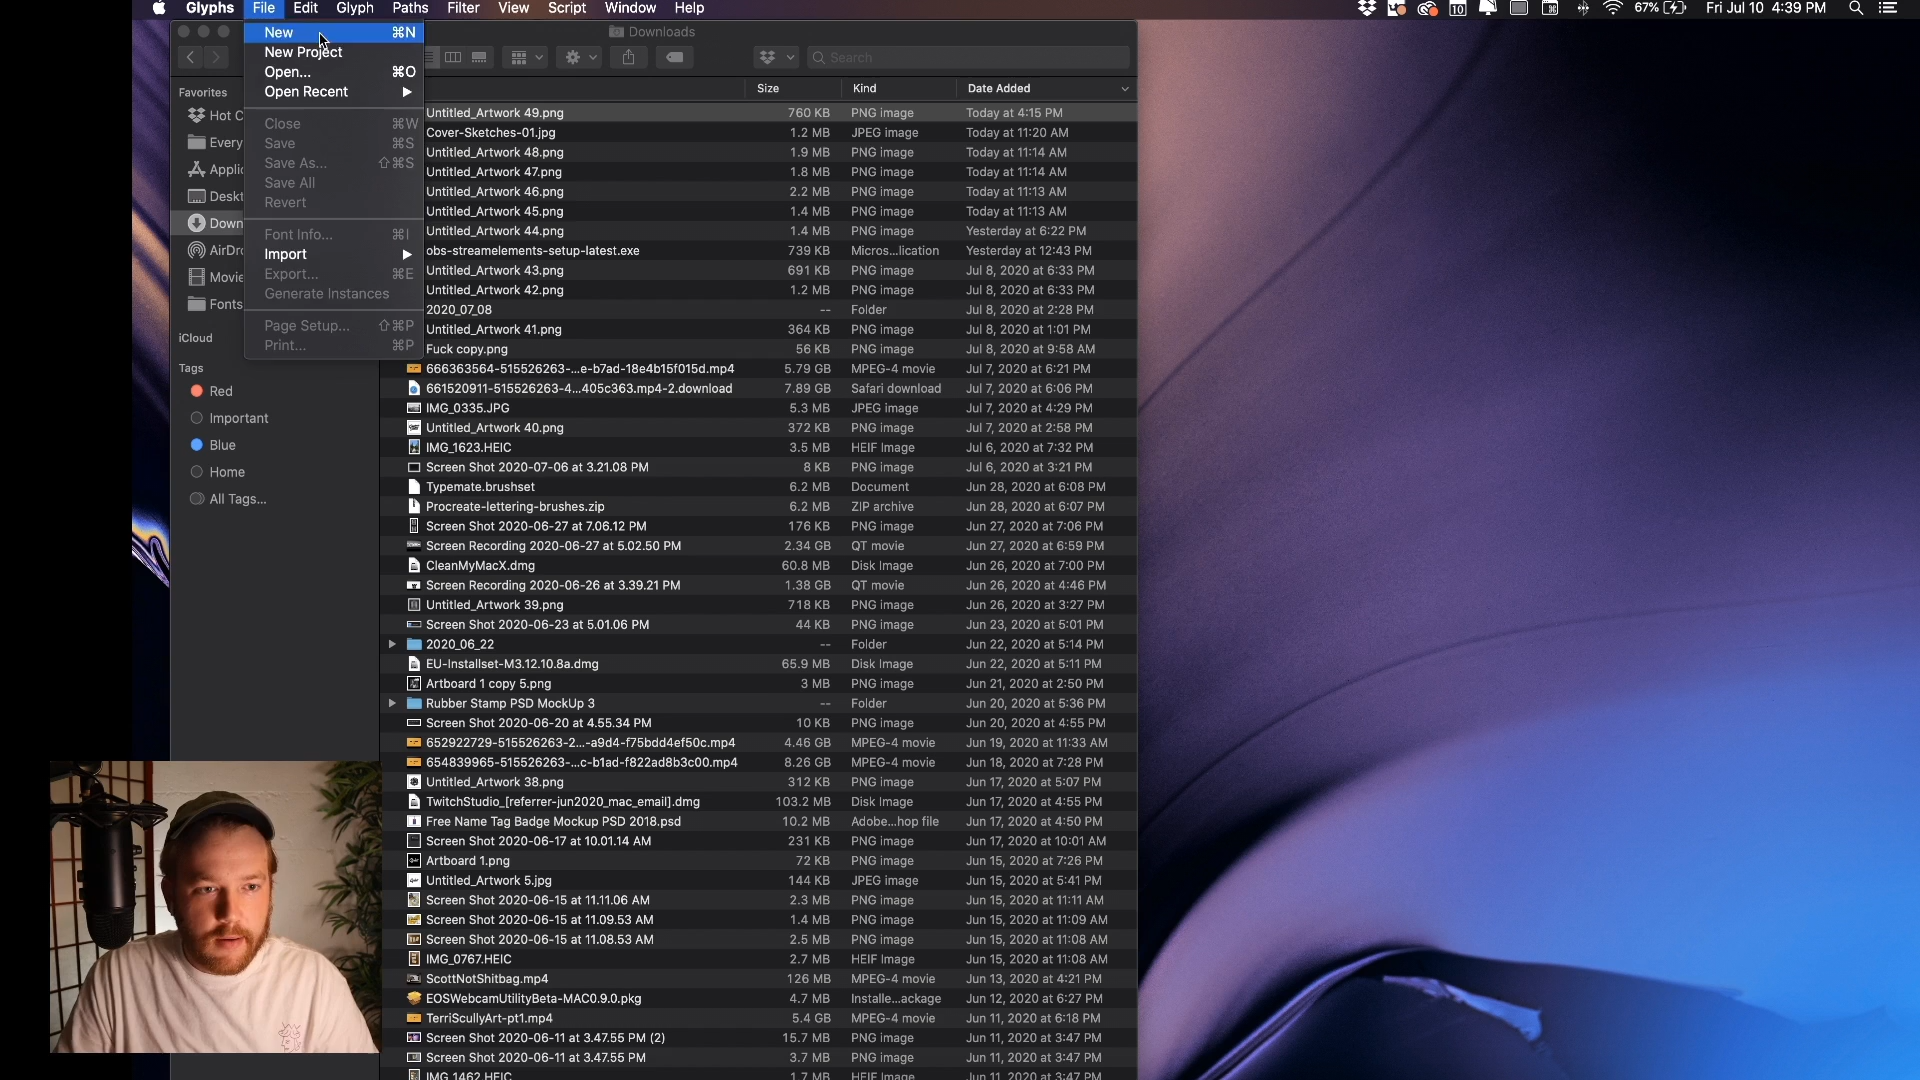 Glyphs File Edit Glyph Paths Filter View Script Window Help 10 67% Fri Jul 10 4:39 PM
New ⌘N
New Project
Open... ⌘O
Open Recent
Close ⌘W
Save ⌘S
Save As... ⇧⌘S
Save All
Revert
Font Info... ⌘I
Import
Export... ⌘E
Generate Instances
Page Setup... ⇧⌘P
Print... ⌘P
Downloads
Search
Favorites
Hot C
Every
Applic
Deskt
Down
AirDro
Movie
Fonts
iCloud
Tags
Red
Important
Blue
Home
All Tags...
Size Kind Date Added
Untitled_Artwork 49.png 760 KB PNG image Today at 4:15 PM
Cover-Sketches-01.jpg 1.2 MB JPEG image Today at 11:20 AM
Untitled_Artwork 48.png 1.9 MB PNG image Today at 11:14 AM
Untitled_Artwork 47.png 1.8 MB PNG image Today at 11:14 AM
Untitled_Artwork 46.png 2.2 MB PNG image Today at 11:13 AM
Untitled_Artwork 45.png 1.4 MB PNG image Today at 11:13 AM
Untitled_Artwork 44.png 1.4 MB PNG image Yesterday at 6:22 PM
obs-streamelements-setup-latest.exe 739 KB Micros...lication Yesterday at 12:43 PM
Untitled_Artwork 43.png 691 KB PNG image Jul 8, 2020 at 6:33 PM
Untitled_Artwork 42.png 1.2 MB PNG image Jul 8, 2020 at 6:33 PM
2020_07_08 -- Folder Jul 8, 2020 at 2:28 PM
Untitled_Artwork 41.png 364 KB PNG image Jul 8, 2020 at 1:01 PM
Fuck copy.png 56 KB PNG image Jul 8, 2020 at 9:58 AM
666363564-515526263-...e-b7ad-18e4b15f015d.mp4 5.79 GB MPEG-4 movie Jul 7, 2020 at 6:21 PM
661520911-515526263-4...405c363.mp4-2.download 7.89 GB Safari download Jul 7, 2020 at 6:06 PM
IMG_0335.JPG 5.3 MB JPEG image Jul 7, 2020 at 4:29 PM
Untitled_Artwork 40.png 372 KB PNG image Jul 7, 2020 at 2:58 PM
IMG_1623.HEIC 3.5 MB HEIF Image Jul 6, 2020 at 7:32 PM
Screen Shot 2020-07-06 at 3.21.08 PM 8 KB PNG image Jul 6, 2020 at 3:21 PM
Typemate.brushset 6.2 MB Document Jun 28, 2020 at 6:08 PM
Procreate-lettering-brushes.zip 6.2 MB ZIP archive Jun 28, 2020 at 6:07 PM
Screen Shot 2020-06-27 at 7.06.12 PM 176 KB PNG image Jun 27, 2020 at 7:06 PM
Screen Recording 2020-06-27 at 5.02.50 PM 2.34 GB QT movie Jun 27, 2020 at 6:59 PM
CleanMyMacX.dmg 60.8 MB Disk Image Jun 26, 2020 at 7:00 PM
Screen Recording 2020-06-26 at 3.39.21 PM 1.38 GB QT movie Jun 26, 2020 at 4:46 PM
Untitled_Artwork 39.png 718 KB PNG image Jun 26, 2020 at 3:27 PM
Screen Shot 2020-06-23 at 5.01.06 PM 44 KB PNG image Jun 23, 2020 at 5:01 PM
2020_06_22 -- Folder Jun 22, 2020 at 5:14 PM
EU-Installset-M3.12.10.8a.dmg 65.9 MB Disk Image Jun 22, 2020 at 5:11 PM
Artboard 1 copy 5.png 3 MB PNG image Jun 21, 2020 at 2:50 PM
Rubber Stamp PSD MockUp 3 -- Folder Jun 20, 2020 at 5:36 PM
Screen Shot 2020-06-20 at 4.55.34 PM 10 KB PNG image Jun 20, 2020 at 4:55 PM
652922729-515526263-2...-a9d4-f75bdd4ef50c.mp4 4.46 GB MPEG-4 movie Jun 19, 2020 at 11:33 AM
654839965-515526263-...c-b1ad-f822ad8b3c00.mp4 8.26 GB MPEG-4 movie Jun 18, 2020 at 7:28 PM
Untitled_Artwork 38.png 312 KB PNG image Jun 17, 2020 at 5:07 PM
TwitchStudio_[referrer-jun2020_mac_email].dmg 103.2 MB Disk Image Jun 17, 2020 at 4:55 PM
Free Name Tag Badge Mockup PSD 2018.psd 10.2 MB Adobe...hop file Jun 17, 2020 at 4:50 PM
Screen Shot 2020-06-17 at 10.01.14 AM 231 KB PNG image Jun 17, 2020 at 10:01 AM
Artboard 1.png 72 KB PNG image Jun 15, 2020 at 7:26 PM
Untitled_Artwork 5.jpg 144 KB JPEG image Jun 15, 2020 at 5:41 PM
Screen Shot 2020-06-15 at 11.11.06 AM 2.3 MB PNG image Jun 15, 2020 at 11:11 AM
Screen Shot 2020-06-15 at 11.09.53 AM 1.4 MB PNG image Jun 15, 2020 at 11:09 AM
Screen Shot 2020-06-15 at 11.08.53 AM 2.5 MB PNG image Jun 15, 2020 at 11:08 AM
IMG_0767.HEIC 2.7 MB HEIF Image Jun 15, 2020 at 11:08 AM
ScottNotShitbag.mp4 126 MB MPEG-4 movie Jun 13, 2020 at 4:21 PM
EOSWebcamUtilityBeta-MAC0.9.0.pkg 4.7 MB Installe...ackage Jun 12, 2020 at 6:27 PM
TerriScullyArt-pt1.mp4 5.4 GB MPEG-4 movie Jun 11, 2020 at 6:18 PM
Screen Shot 2020-06-11 at 3.47.55 PM (2) 15.7 MB PNG image Jun 11, 2020 at 3:47 PM
Screen Shot 2020-06-11 at 3.47.55 PM 3.7 MB PNG image Jun 11, 2020 at 3:47 PM
IMG_1462.HEIC 1.7 MB HEIF Image Jun 11, 2020 at 3:47 PM